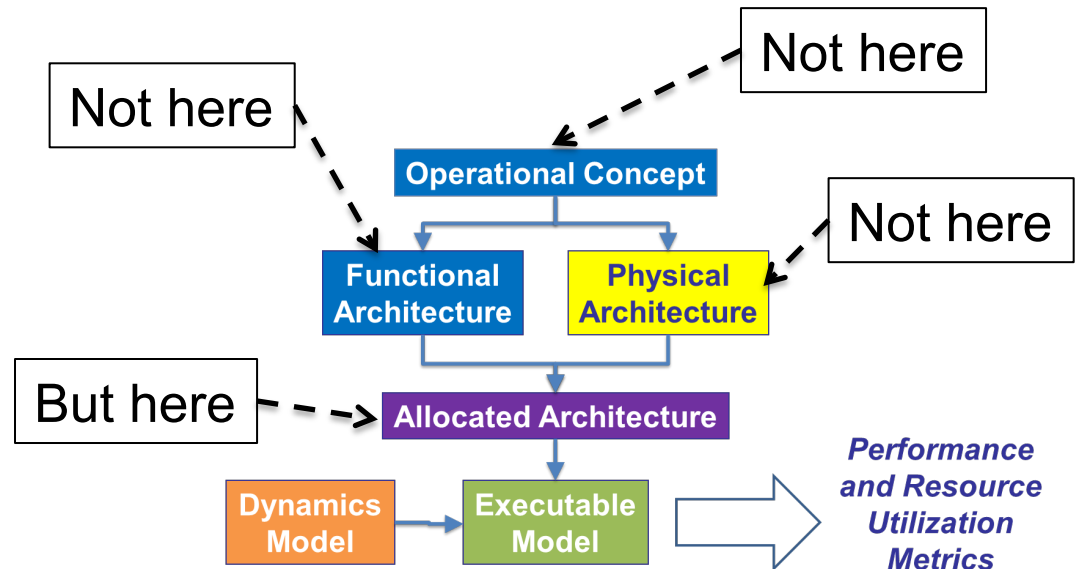 Not here
Not here
Operational Concept
Not here
Functional
Architecture
Physical
Architecture
But here
Allocated Architecture
Dynamics
Model
Executable
Model
Performance
and Resource
Utilization
Metrics